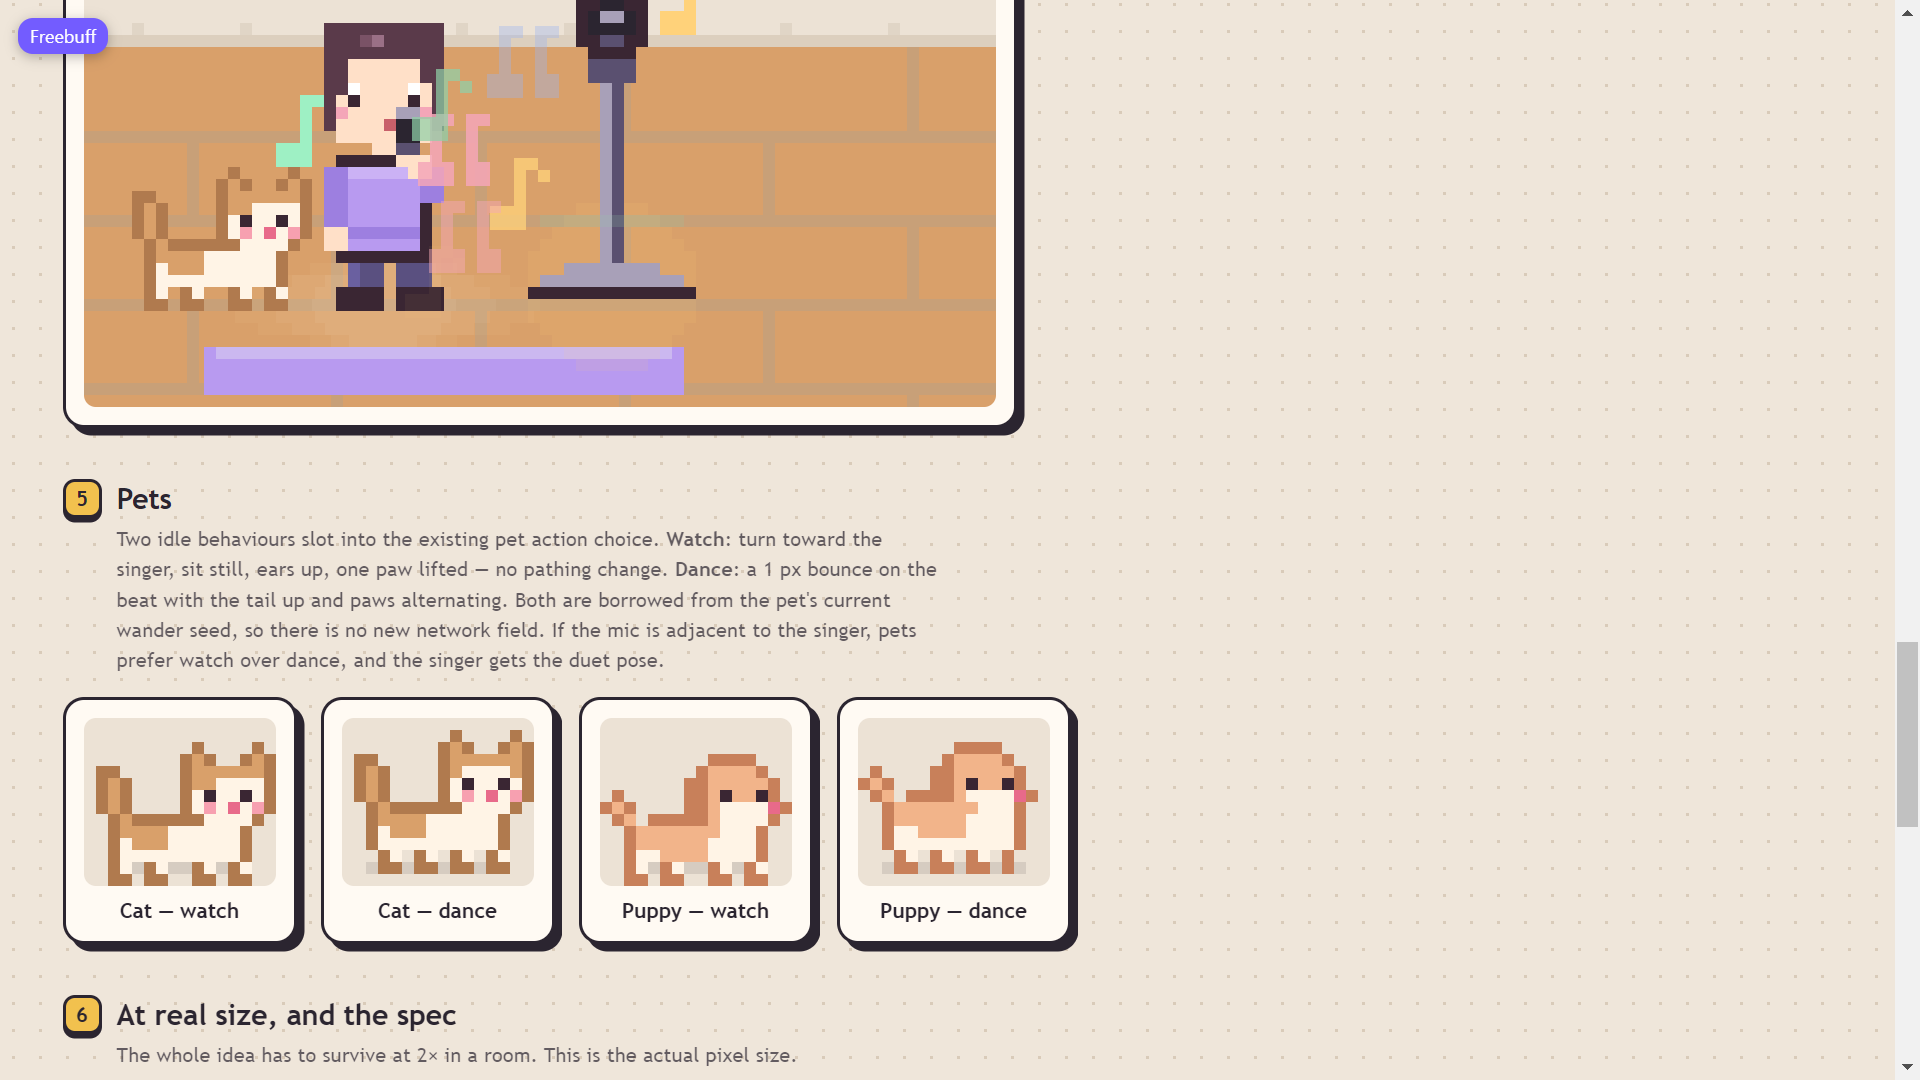 Freebuff
5 Pets
Two idle behaviours slot into the existing pet action choice. Watch: turn toward the
singer, sit still, ears up, one paw lifted — no pathing change. Dance: a 1 px bounce on the
beat with the tail up and paws alternating. Both are borrowed from the pet's current
wander seed, so there is no new network field. If the mic is adjacent to the singer, pets
prefer watch over dance, and the singer gets the duet pose.
Cat — watch
Cat — dance
Puppy — watch
Puppy — dance
6 At real size, and the spec
The whole idea has to survive at 2× in a room. This is the actual pixel size.